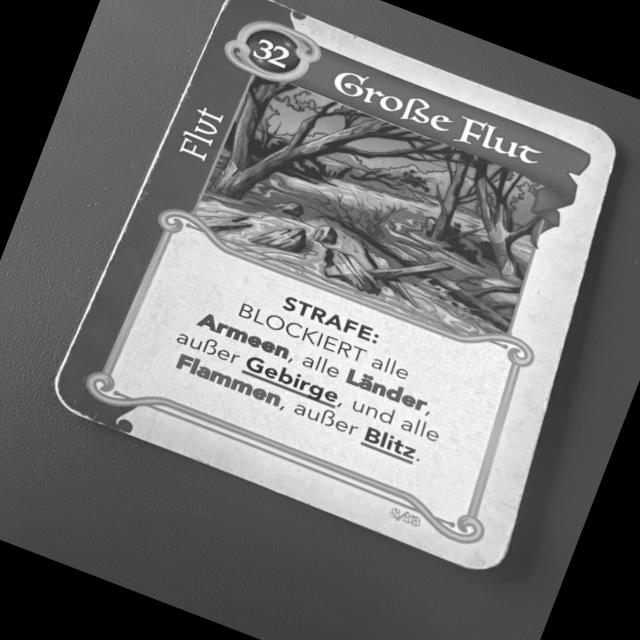 32
Große Flut
Flut
STRAFE:
BLOCKIERT alle
Armeen, alle Länder,
außer Gebirge, und alle
Flammen, außer Blitz.